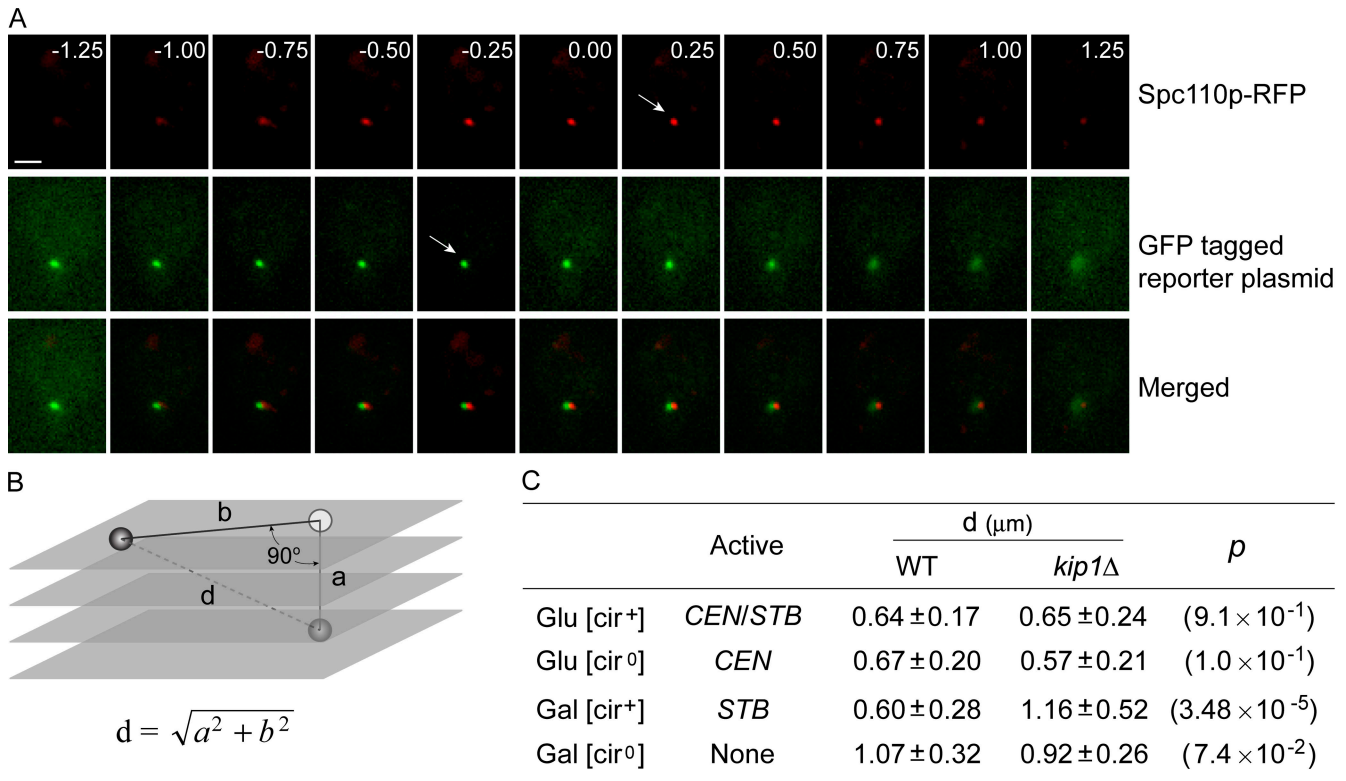 A
-1.25 -1.00 -0.75 -0.50 -0.25 0.00 0.25 0.50 0.75 1.00 1.25
Spc110p-RFP
GFP tagged
reporter plasmid
Merged
B
b
90º
a
d
d = √a² + b²
C
Active d (μm) p
WT kip1Δ
Glu [cir⁺] CEN/STB 0.64 ± 0.17 0.65 ± 0.24 (9.1 × 10⁻¹)
Glu [cir⁰] CEN 0.67 ± 0.20 0.57 ± 0.21 (1.0 × 10⁻¹)
Gal [cir⁺] STB 0.60 ± 0.28 1.16 ± 0.52 (3.48 × 10⁻⁵)
Gal [cir⁰] None 1.07 ± 0.32 0.92 ± 0.26 (7.4 × 10⁻²)